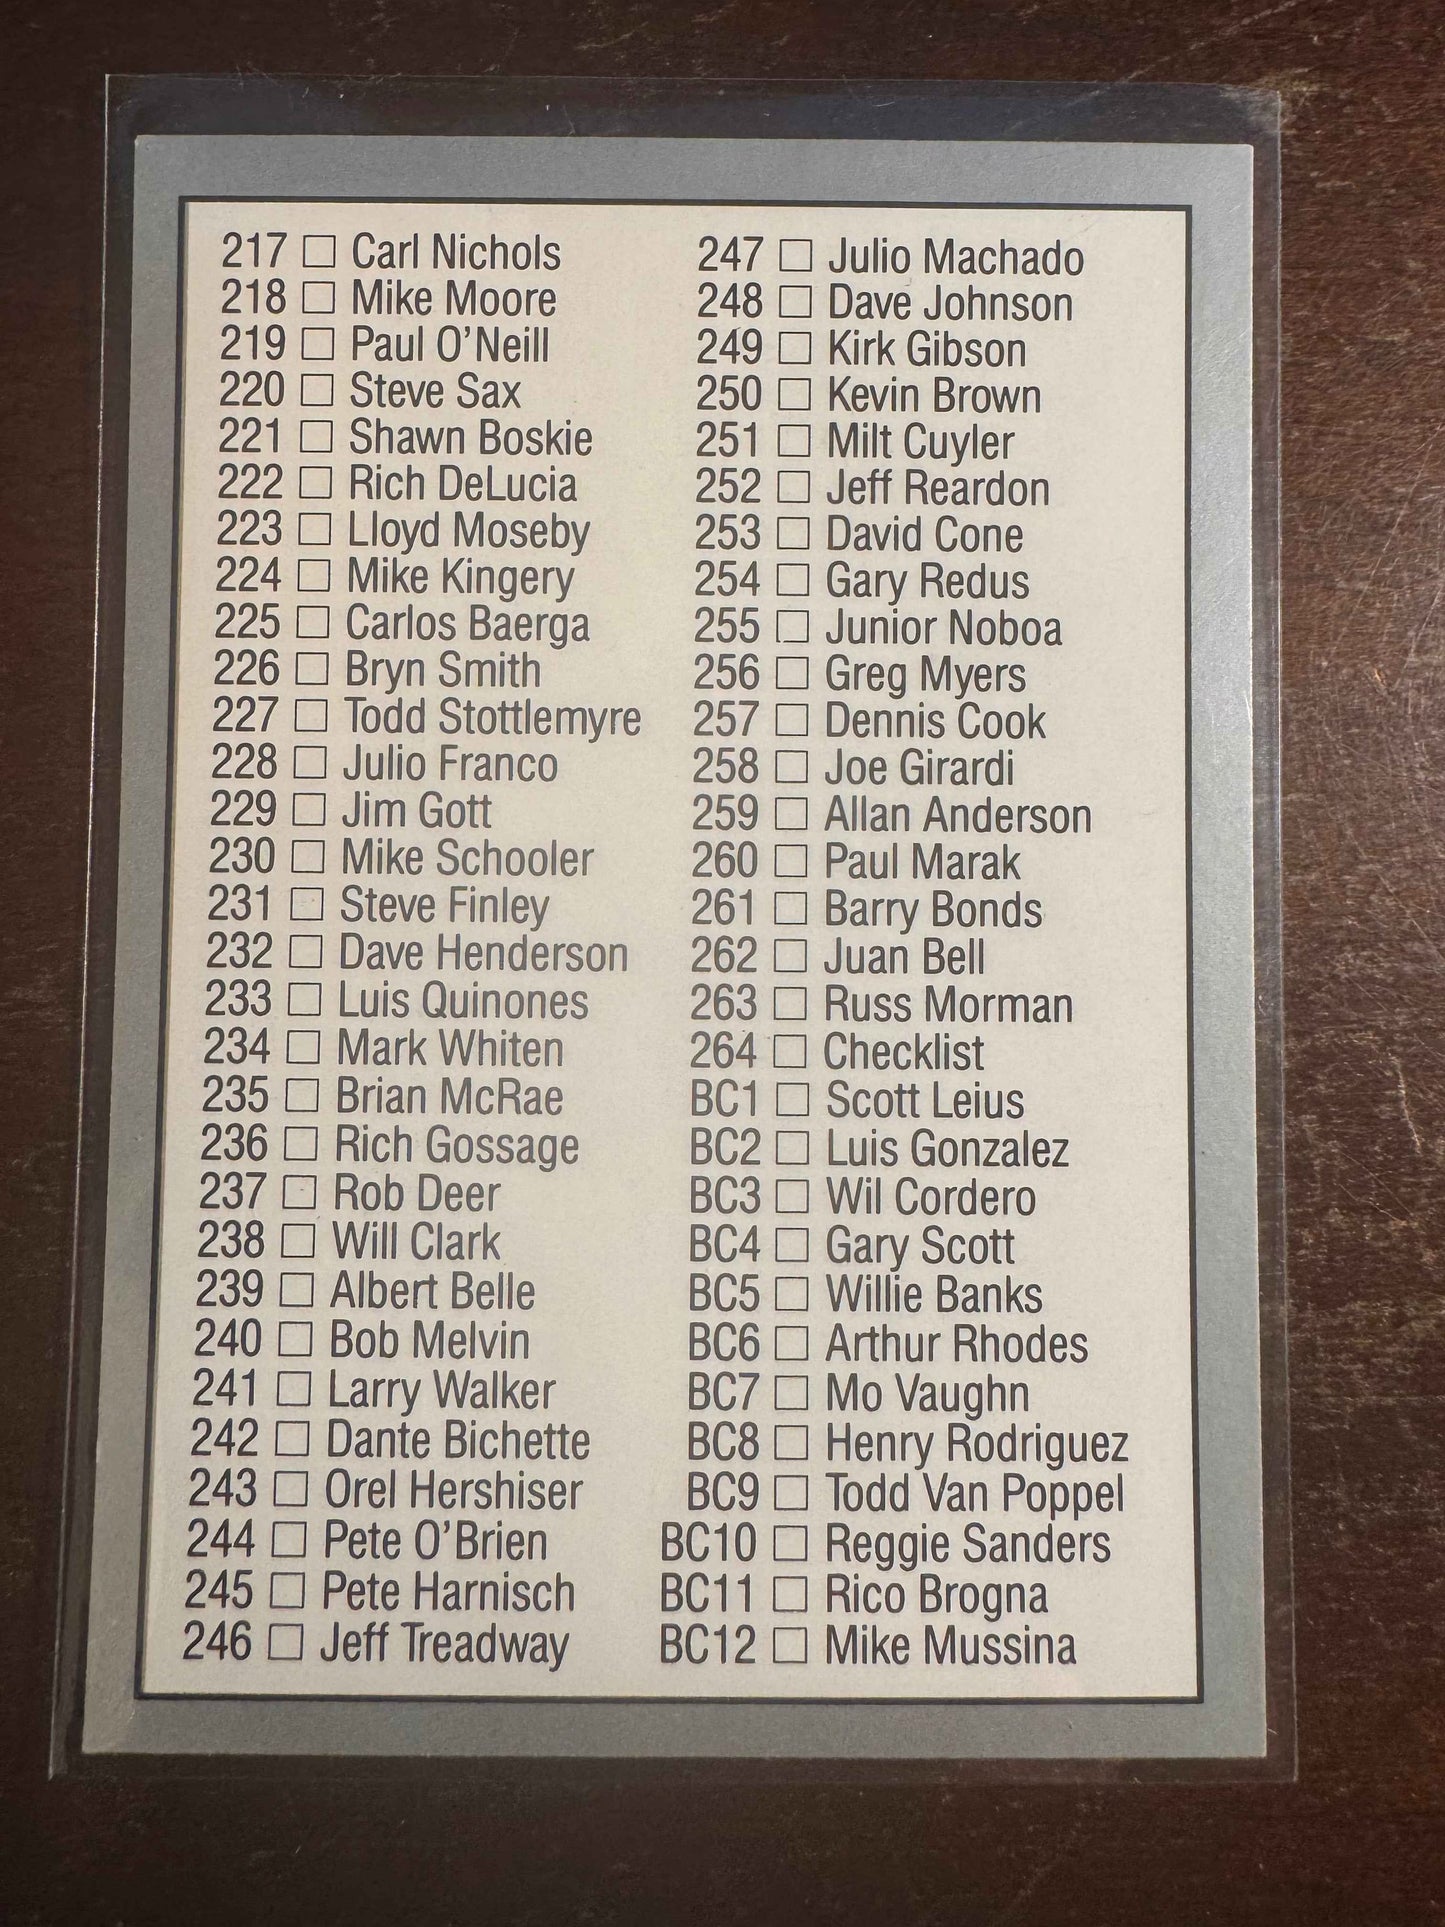 217 ☐ Carl Nichols
218 ☐ Mike Moore
219 ☐ Paul O'Neill
220 ☐ Steve Sax
221 ☐ Shawn Boskie
222 ☐ Rich DeLucia
223 ☐ Lloyd Moseby
224 ☐ Mike Kingery
225 ☐ Carlos Baerga
226 ☐ Bryn Smith
227 ☐ Todd Stottlemyre
228 ☐ Julio Franco
229 ☐ Jim Gott
230 ☐ Mike Schooler
231 ☐ Steve Finley
232 ☐ Dave Henderson
233 ☐ Luis Quinones
234 ☐ Mark Whiten
235 ☐ Brian McRae
236 ☐ Rich Gossage
237 ☐ Rob Deer
238 ☐ Will Clark
239 ☐ Albert Belle
240 ☐ Bob Melvin
241 ☐ Larry Walker
242 ☐ Dante Bichette
243 ☐ Orel Hershiser
244 ☐ Pete O'Brien
245 ☐ Pete Harnisch
246 ☐ Jeff Treadway
247 ☐ Julio Machado
248 ☐ Dave Johnson
249 ☐ Kirk Gibson
250 ☐ Kevin Brown
251 ☐ Milt Cuyler
252 ☐ Jeff Reardon
253 ☐ David Cone
254 ☐ Gary Redus
255 ☐ Junior Noboa
256 ☐ Greg Myers
257 ☐ Dennis Cook
258 ☐ Joe Girardi
259 ☐ Allan Anderson
260 ☐ Paul Marak
261 ☐ Barry Bonds
262 ☐ Juan Bell
263 ☐ Russ Morman
264 ☐ Checklist
BC1 ☐ Scott Leius
BC2 ☐ Luis Gonzalez
BC3 ☐ Wil Cordero
BC4 ☐ Gary Scott
BC5 ☐ Willie Banks
BC6 ☐ Arthur Rhodes
BC7 ☐ Mo Vaughn
BC8 ☐ Henry Rodriguez
BC9 ☐ Todd Van Poppel
BC10 ☐ Reggie Sanders
BC11 ☐ Rico Brogna
BC12 ☐ Mike Mussina